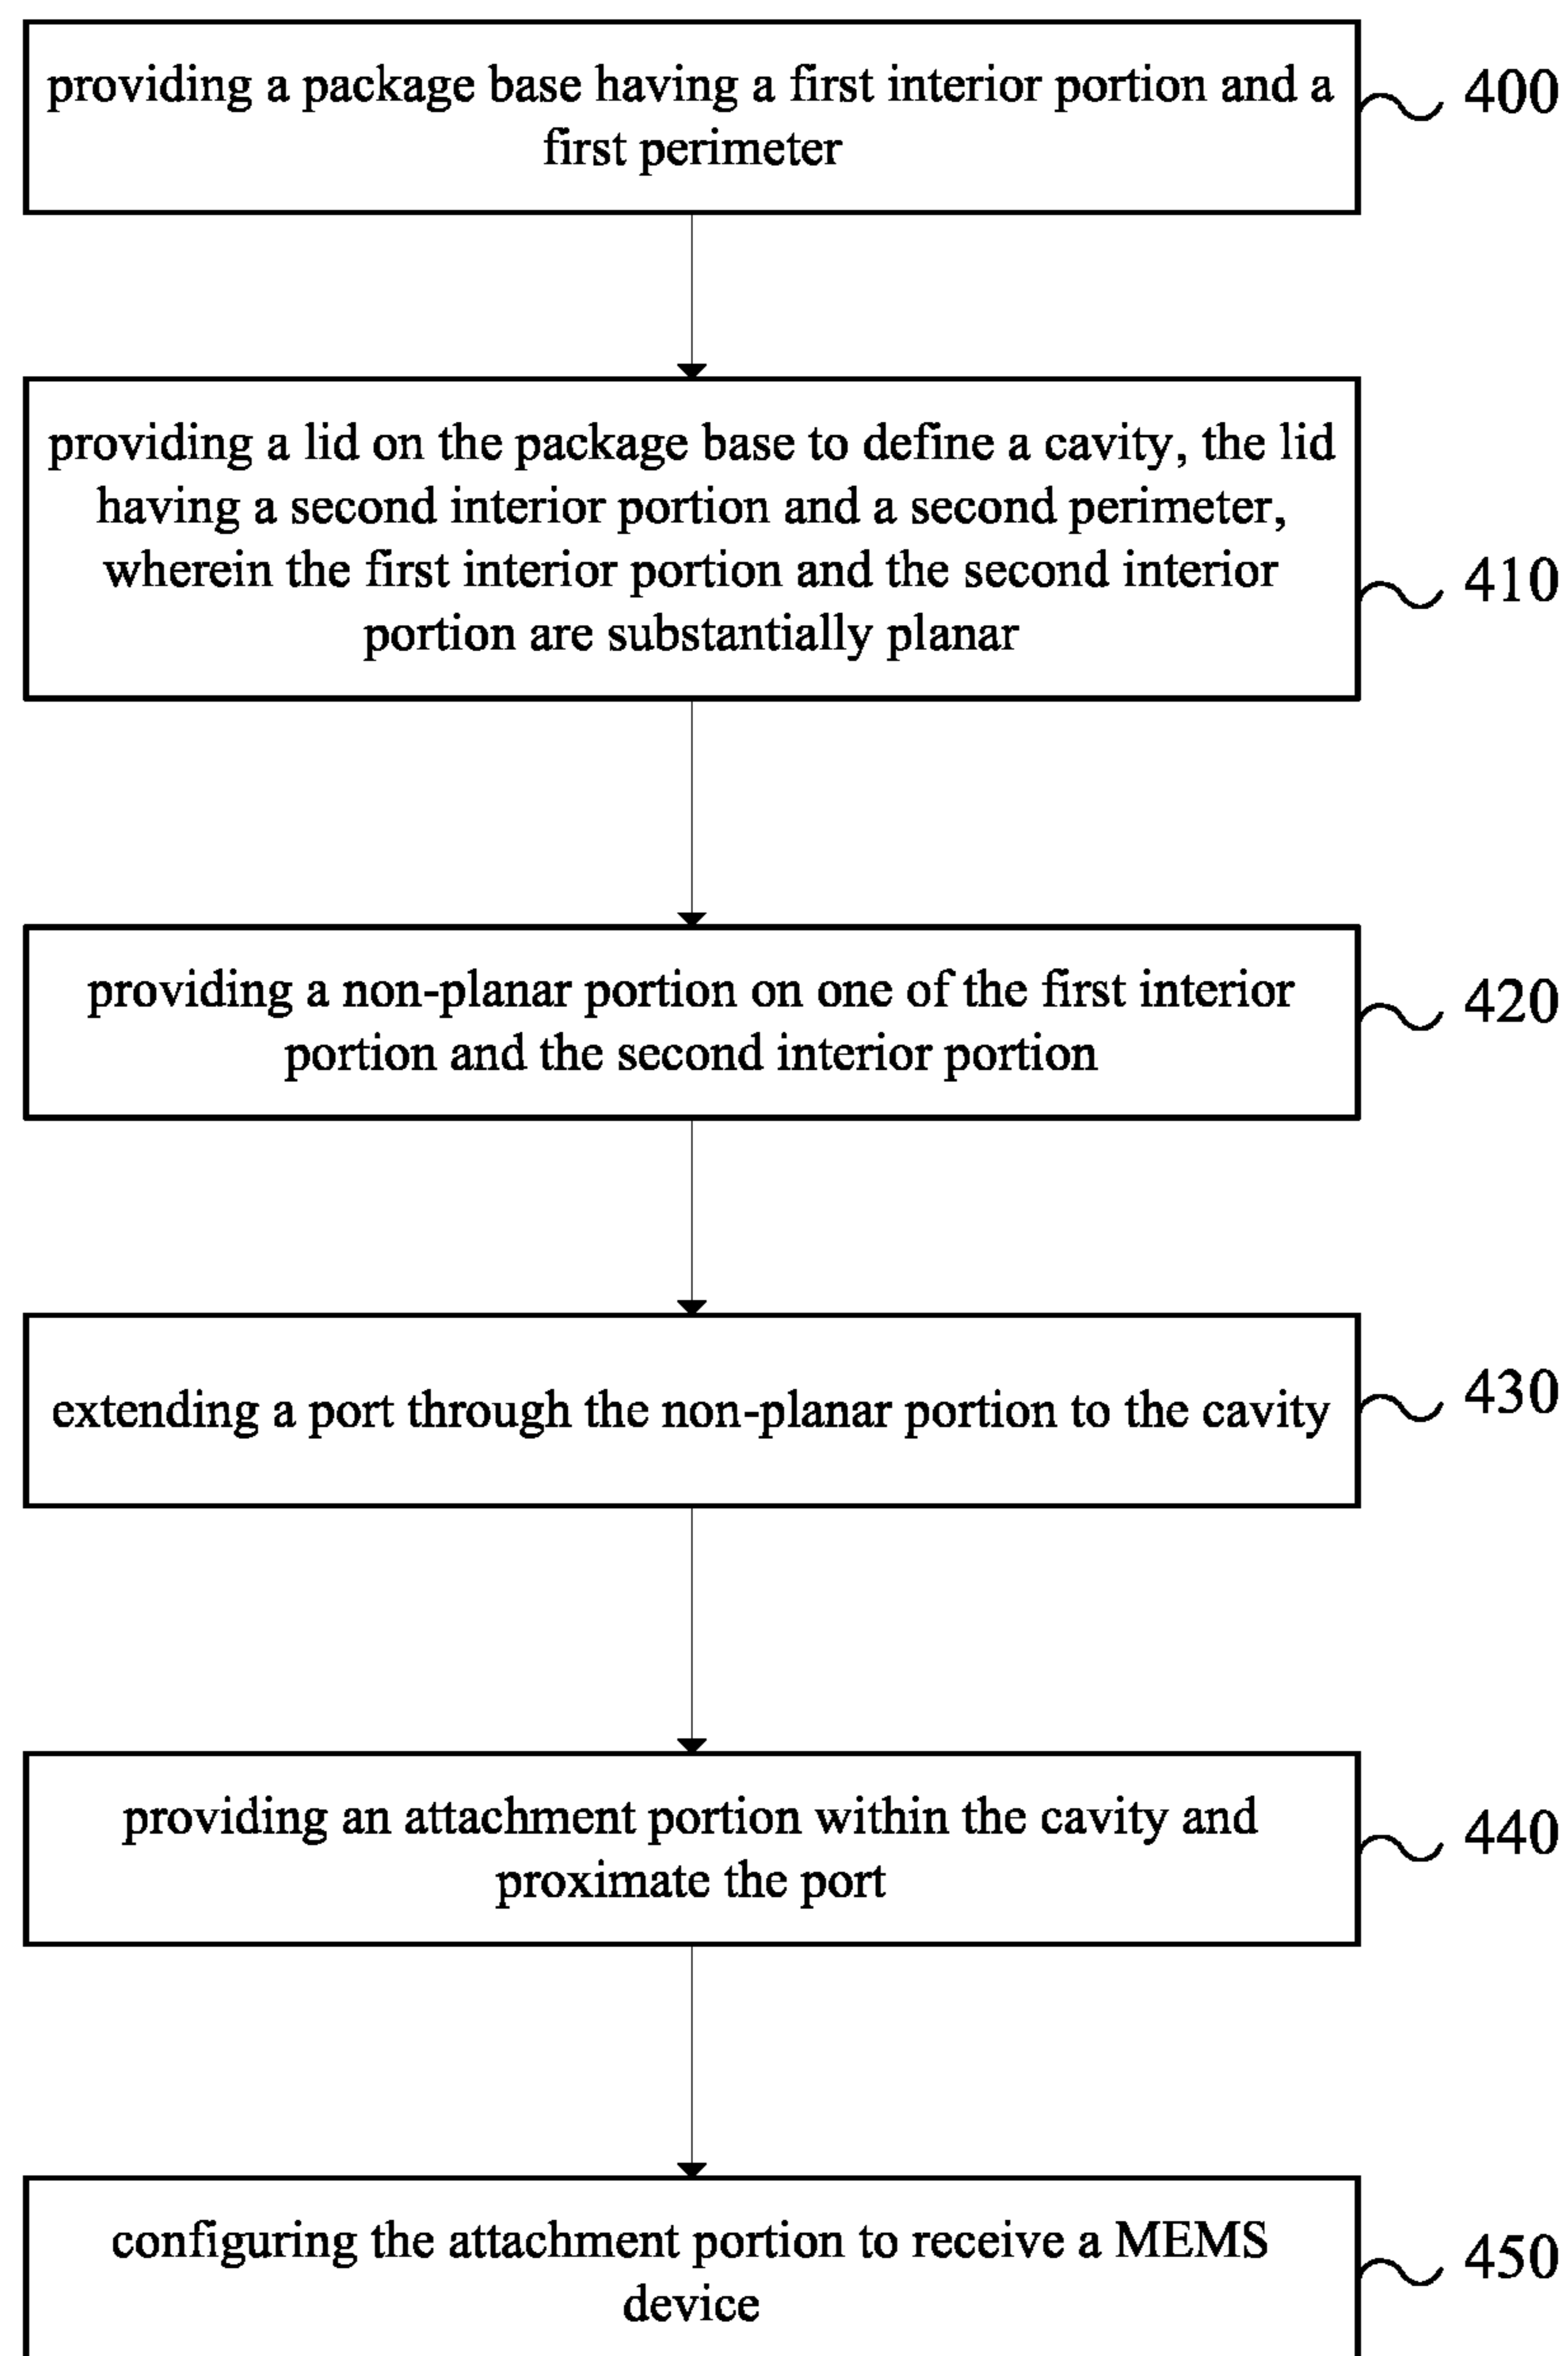 providing a package base having a first interior portion and a
first perimeter
400
providing a lid on the package base to define a cavity, the lid
having a second interior portion and a second perimeter,
wherein the first interior portion and the second interior
portion are substantially planar
410
providing a non-planar portion on one of the first interior
portion and the second interior portion
420
extending a port through the non-planar portion to the cavity
430
providing an attachment portion within the cavity and
proximate the port
440
configuring the attachment portion to receive a MEMS
device
450